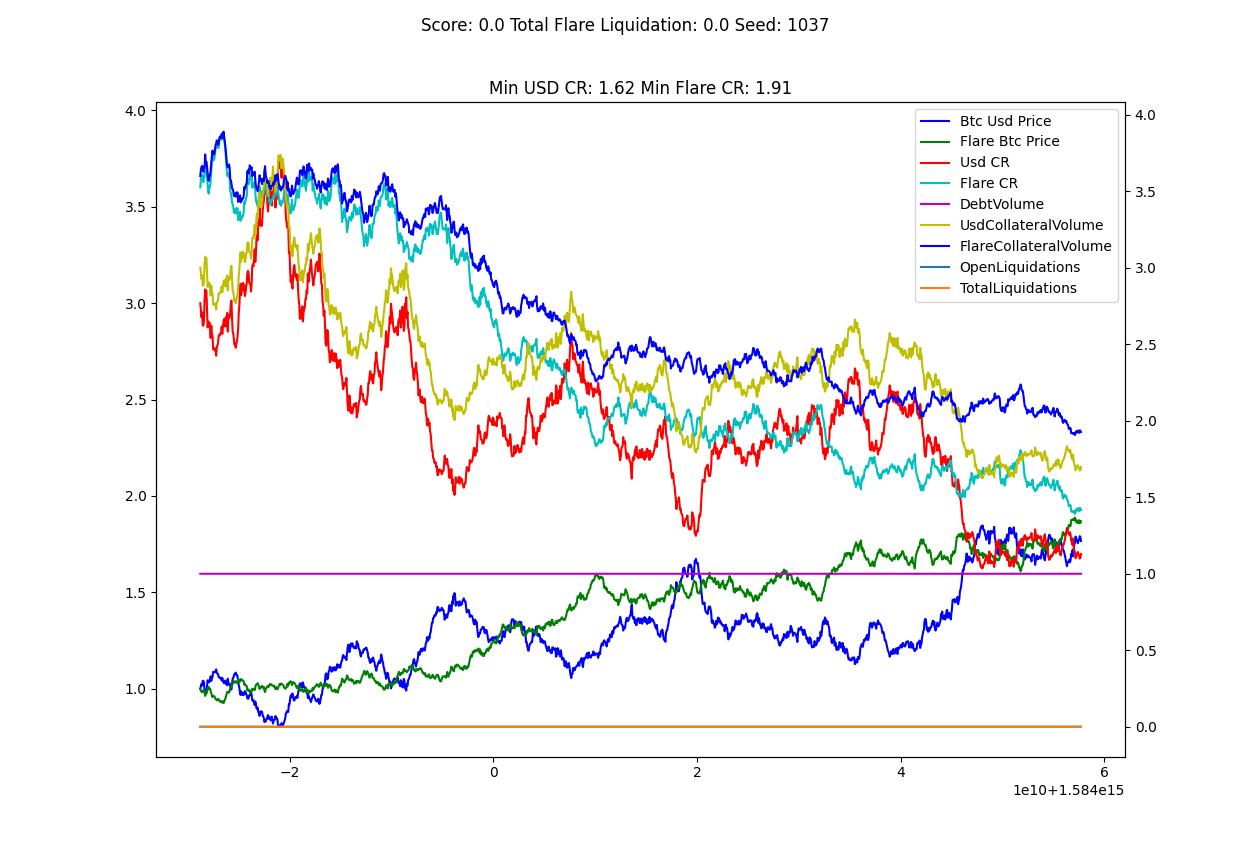 Score: 0.0 Total Flare Liquidation: 0.0 Seed: 1037
Min USD CR: 1.62 Min Flare CR: 1.91
4.0
3.5
3.0
2.5
2.0
1.5
1.0
4.0
3.5
3.0
2.5
2.0
1.5
1.0
0.5
0.0
Btc Usd Price
Flare Btc Price
Usd CR
Flare CR
DebtVolume
UsdCollateralVolume
FlareCollateralVolume
OpenLiquidations
TotalLiquidations
−2 0 2 4 6
1e10+1.584e15